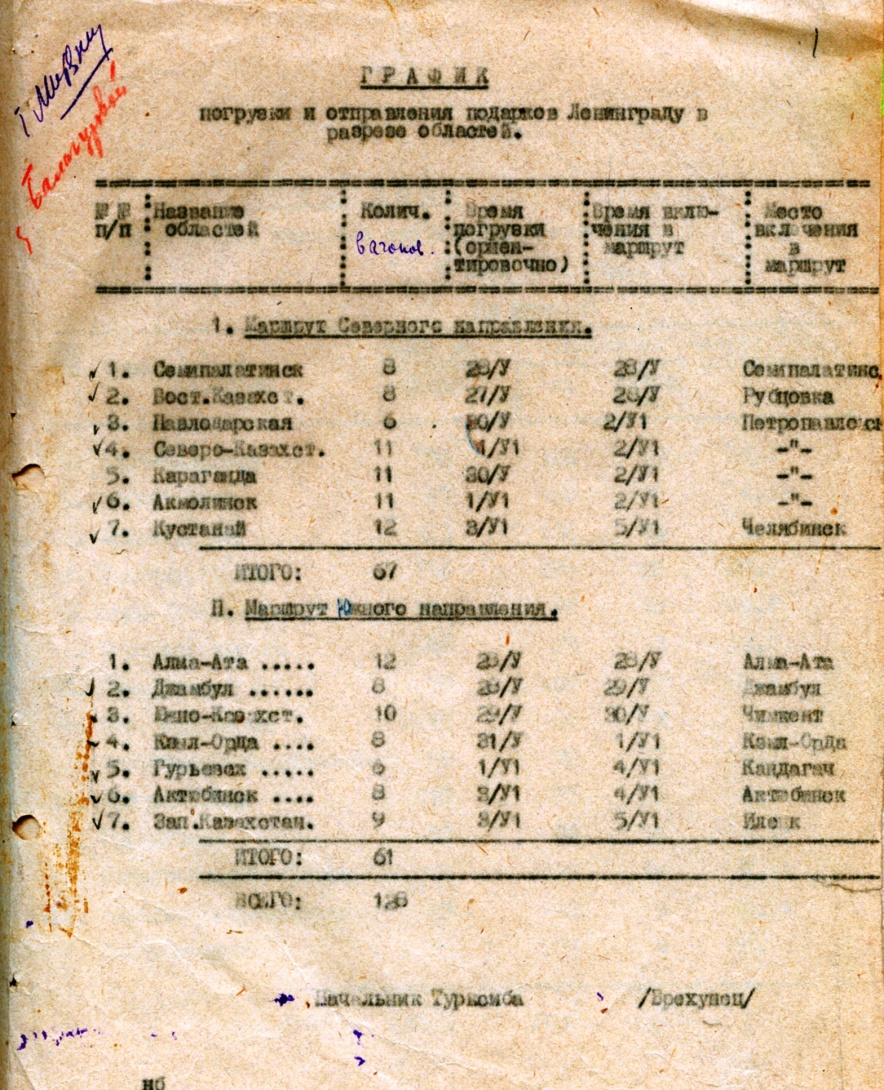 Г Р А Ф И К
погрузки и отправления подарков Ленинграду в
разрезе областей.
№ № п/п Название областей Колич. вагонов. Время погрузки (ориен-тировочно) Время вклю-чения в маршрут Место включения в маршрут
1. Маршрут Северного направления.
1. Семипалатинск 8 28/У 28/У Семипалатинс
2. Вост.Казахст. 8 27/У 28/У Рубцовка
3. Павлодарская 6 30/У 2/У1 Петропавловск
4. Северо-Казахст. 11 1/У1 2/У1 -"-
5. Караганда 11 30/У 2/У1 -"-
6. Акмолинск 11 1/У1 2/У1 -"-
7. Кустанай 12 3/У1 5/У1 Челябинск
ИТОГО: 67
П. Маршрут Южного направления.
1. Алма-Ата ..... 12 28/У 28/У Алма-Ата
2. Джамбул ...... 8 28/У 29/У Джамбул
3. Южно-Казахст. 10 29/У 30/У Чимкент
4. Кзыл-Орда .... 8 31/У 1/У1 Кзыл-Орда
5. Гурьевск ..... 6 1/У1 4/У1 Кандагач
6. Актюбинск .... 8 3/У1 4/У1 Актюбинск
7. Зап.Казахстан. 9 3/У1 5/У1 Илецк
ИТОГО: 61
ВСЕГО: 128
Начальник Турксиба /Брехунец/
нб